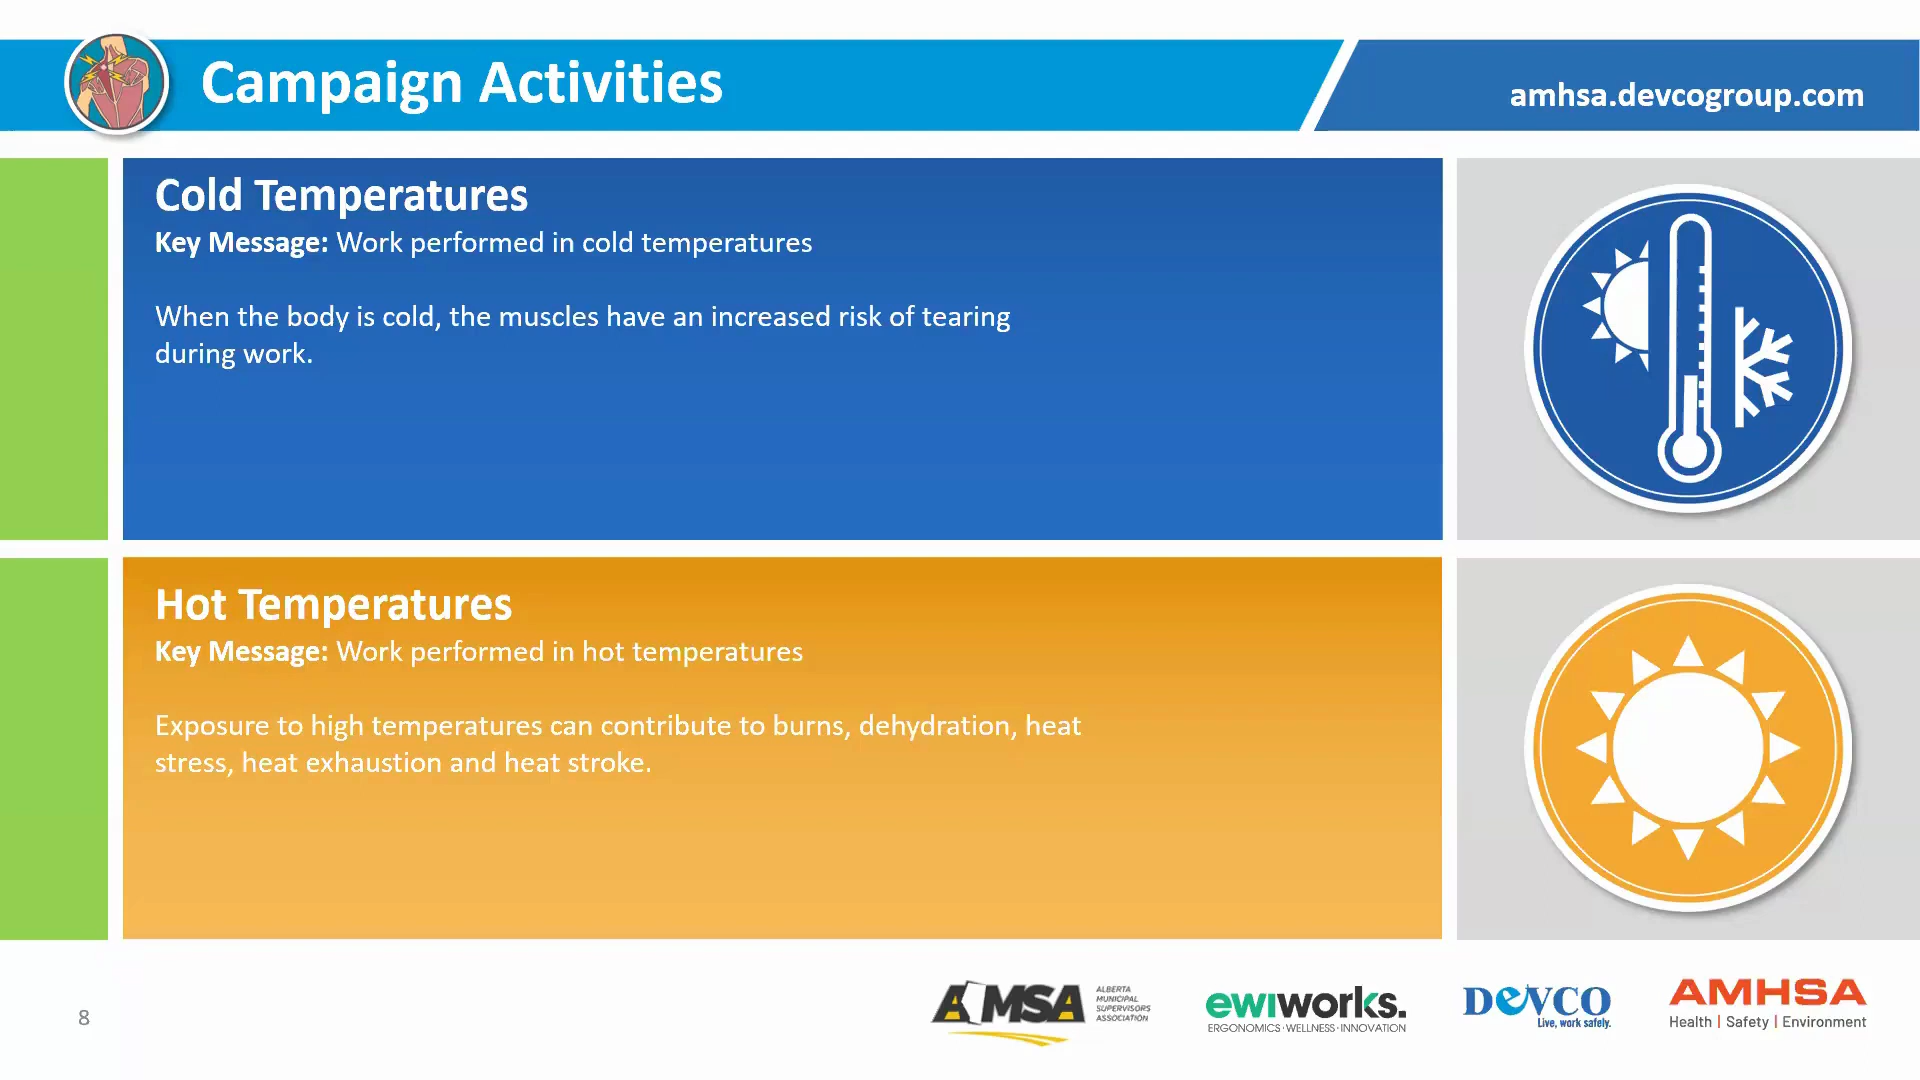 Campaign Activities
amhsa.devcogroup.com
Cold Temperatures
Key Message: Work performed in cold temperatures
When the body is cold, the muscles have an increased risk of tearing
during work.
Hot Temperatures
Key Message: Work performed in hot temperatures
Exposure to high temperatures can contribute to burns, dehydration, heat
stress, heat exhaustion and heat stroke.
8
AMSA
ALBERTA
MUNICIPAL
SUPERVISORS
ASSOCIATION
ewiworks.
ERGONOMICS·WELLNESS·INNOVATION
DeVCO
Live, work safely.
AMHSA
Health | Safety | Environment